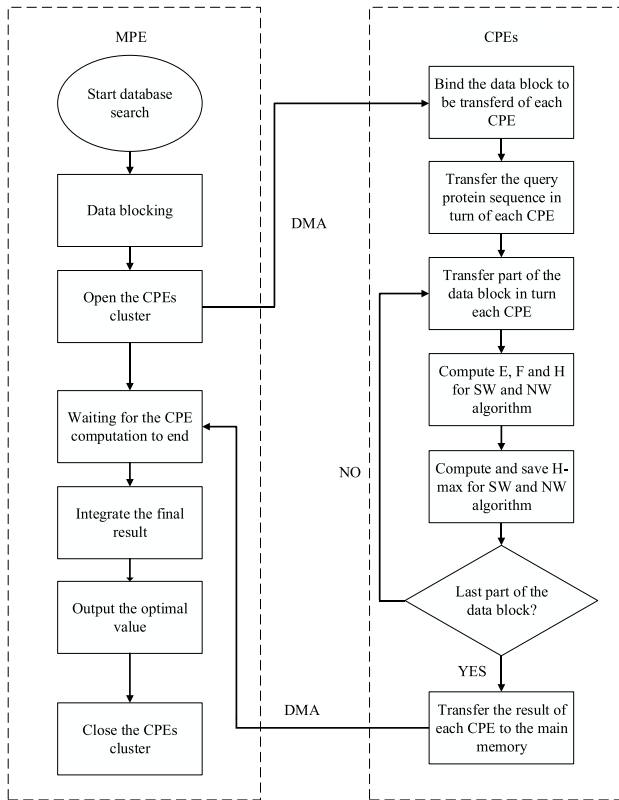 MPE
Start database
search
Data blocking
Open the CPEs
cluster
Waiting for the CPE
computation to end
Integrate the final
result
Output the optimal
value
Close the CPEs
cluster
DMA
DMA
CPEs
Bind the data block to
be transferd of each
CPE
Transfer the query
protein sequence in
turn of each CPE
Transfer part of the
data block in turn
each CPE
Compute E, F and H
for SW and NW
algorithm
Compute and save H-
max for SW and NW
algorithm
NO
Last part of the
data block?
YES
Transfer the result of
each CPE to the main
memory